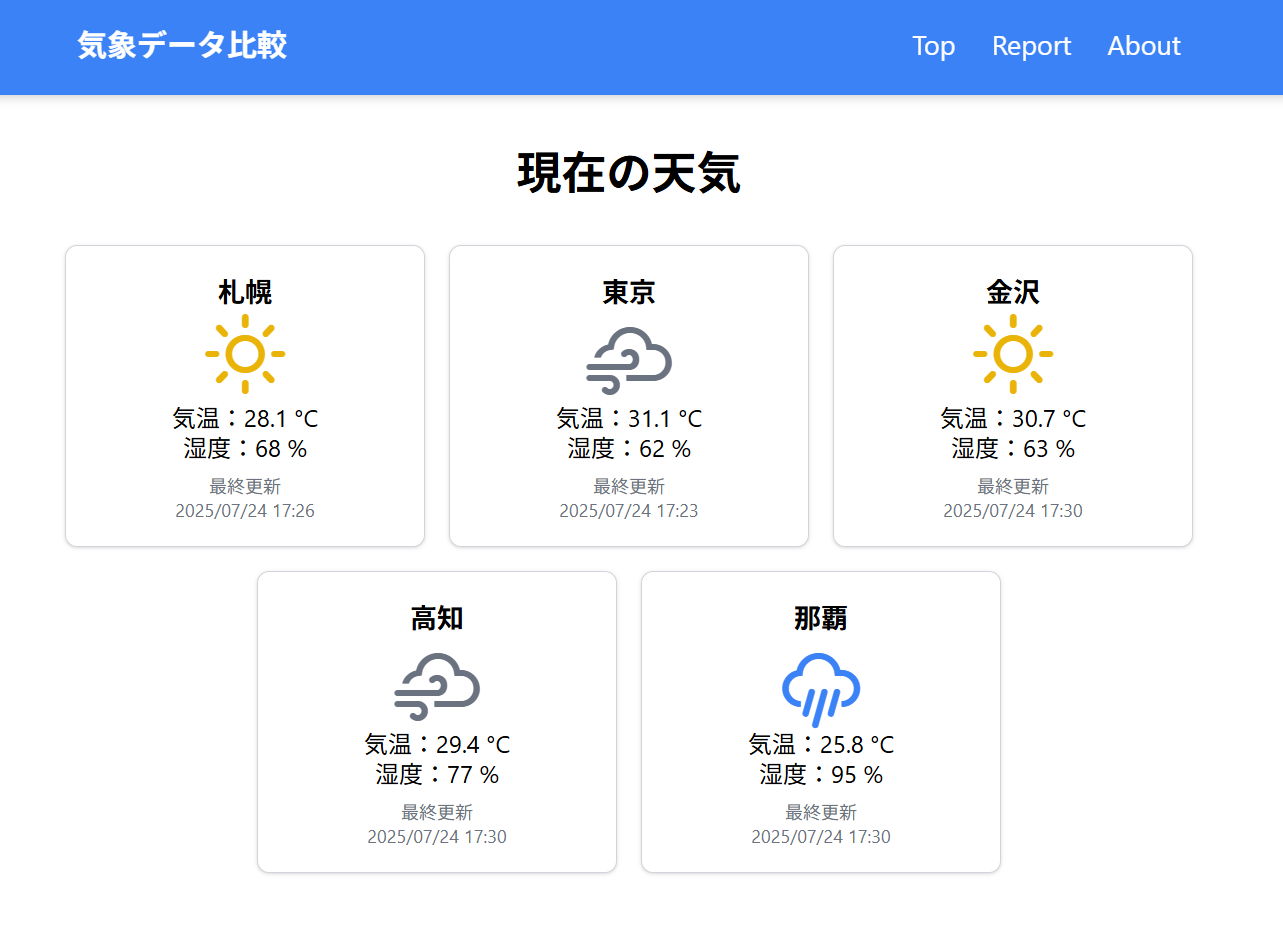 気象データ比較
Top Report About
現在の天気
札幌
気温：28.1 °C
湿度：68 %
最終更新
2025/07/24 17:26
東京
気温：31.1 °C
湿度：62 %
最終更新
2025/07/24 17:23
金沢
気温：30.7 °C
湿度：63 %
最終更新
2025/07/24 17:30
高知
気温：29.4 °C
湿度：77 %
最終更新
2025/07/24 17:30
那覇
気温：25.8 °C
湿度：95 %
最終更新
2025/07/24 17:30